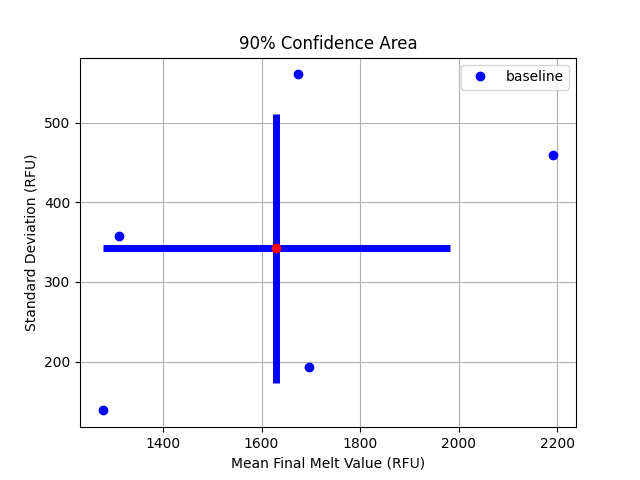 90% Confidence Area
baseline
Standard Deviation (RFU)
500
400
300
200
1400 1600 1800 2000 2200
Mean Final Melt Value (RFU)